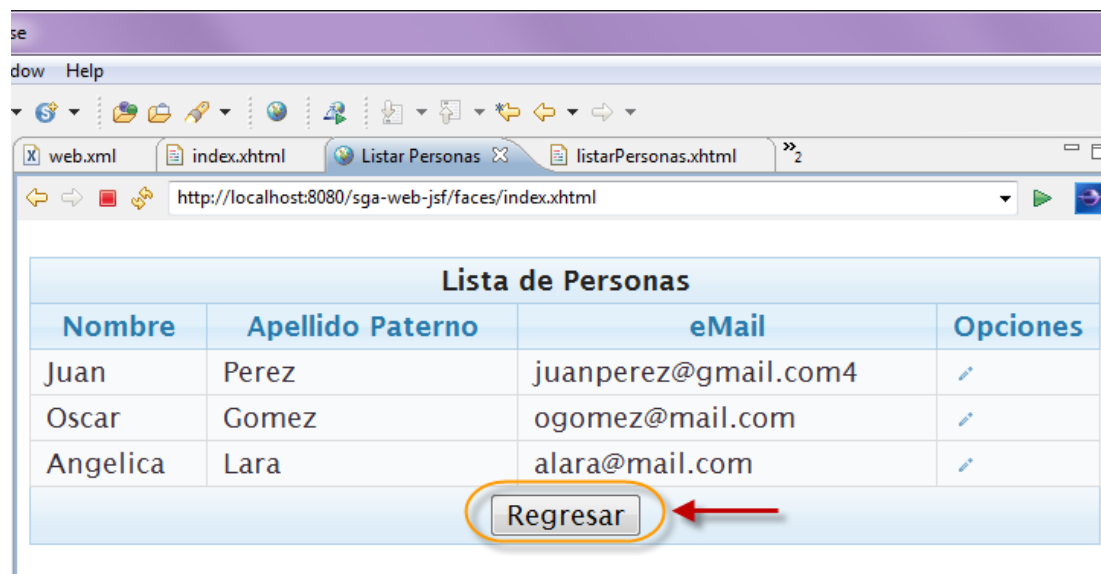 se
dow Help
web.xml index.xhtml Listar Personas listarPersonas.xhtml »2
http://localhost:8080/sga-web-jsf/faces/index.xhtml
Lista de Personas
Nombre Apellido Paterno eMail Opciones
Juan Perez juanperez@gmail.com4
Oscar Gomez ogomez@mail.com
Angelica Lara alara@mail.com
Regresar